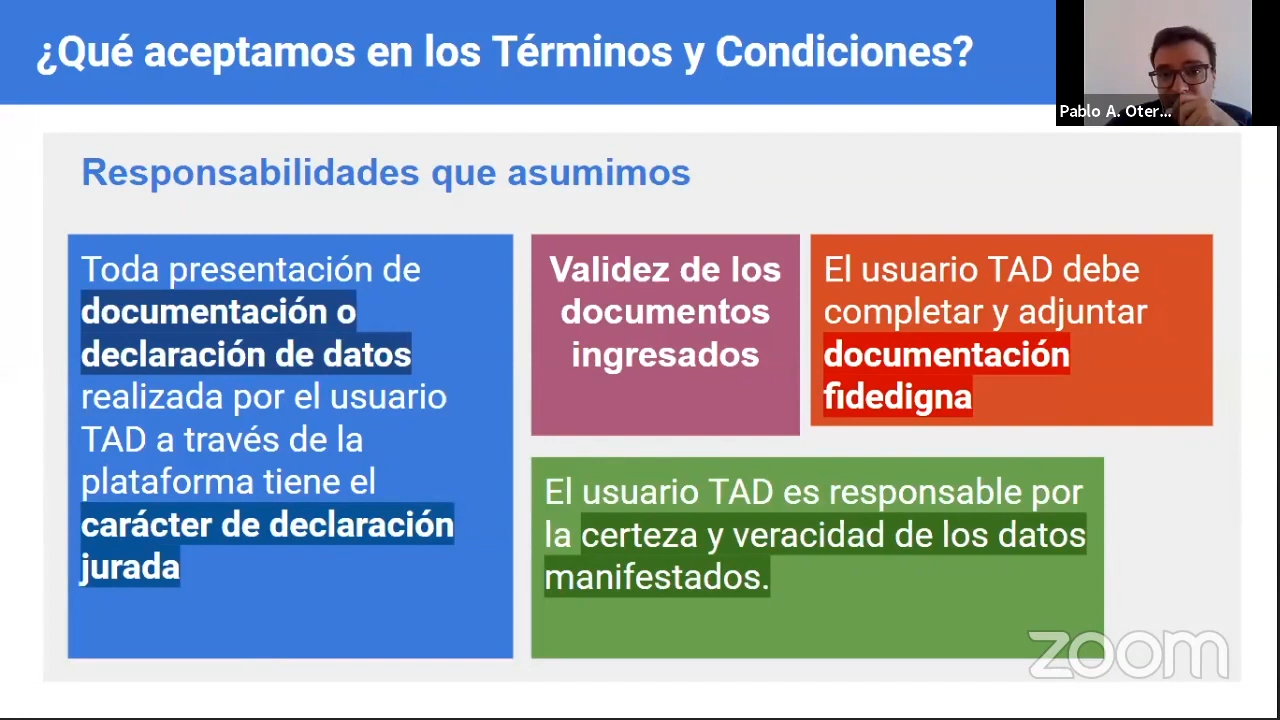 ¿Qué aceptamos en los Términos y Condiciones?
Pablo A. Oter...
Responsabilidades que asumimos
Toda presentación de
documentación o
declaración de datos
realizada por el usuario
TAD a través de la
plataforma tiene el
carácter de declaración
jurada
Validez de los
documentos
ingresados
El usuario TAD debe
completar y adjuntar
documentación
fidedigna
El usuario TAD es responsable por
la certeza y veracidad de los datos
manifestados.
zoom